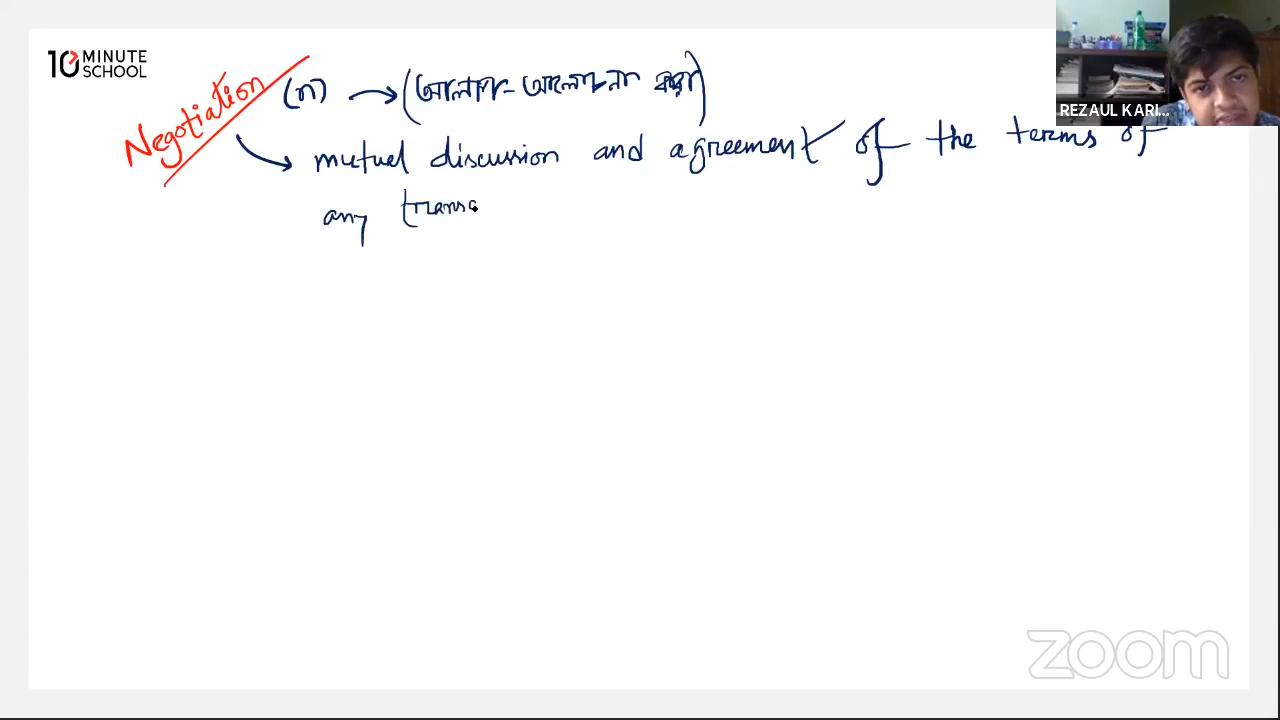 10 MINUTE
SCHOOL
REZAUL KARI...
Negotiation (n) → (আলাপ-আলোচনা করা)
mutual discussion and agreement of the terms of
any transa
zoom